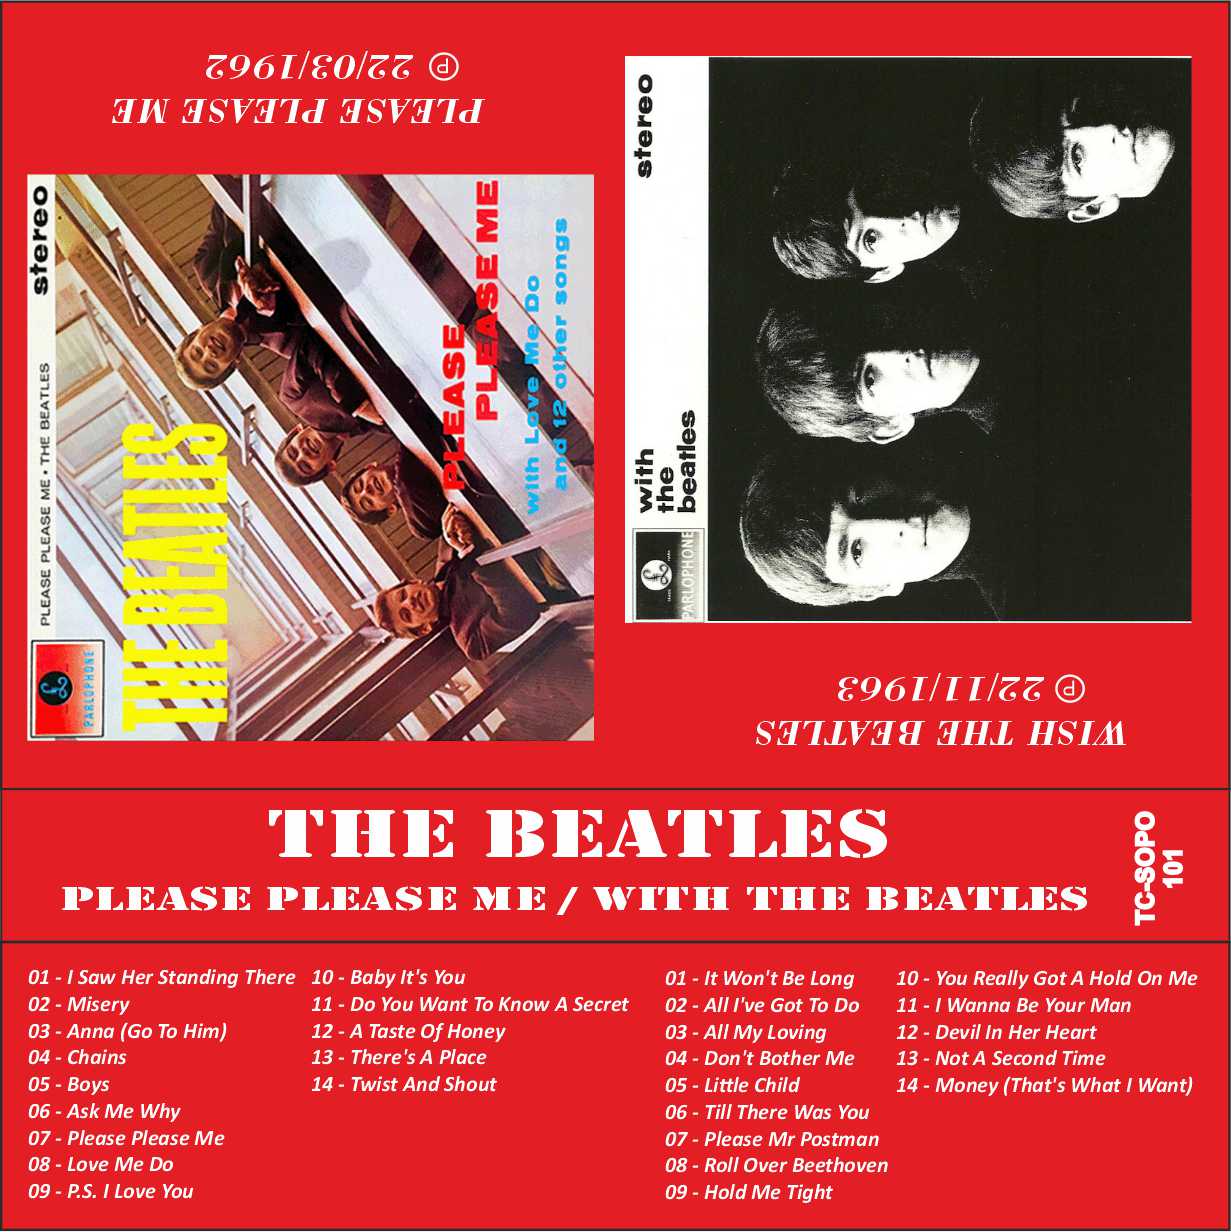 PLEASE PLEASE ME
℗ 22/03/1962
stereo
PLEASE PLEASE ME • THE BEATLES
PARLOPHONE
THE BEATLES
PLEASE
PLEASE ME
with Love Me Do
and 12 other songs
stereo
with
the
beatles
PARLOPHONE
WISH THE BEATLES
℗ 22/11/1963
THE BEATLES
PLEASE PLEASE ME / WITH THE BEATLES
TC-SOPO
101
01 - I Saw Her Standing There
02 - Misery
03 - Anna (Go To Him)
04 - Chains
05 - Boys
06 - Ask Me Why
07 - Please Please Me
08 - Love Me Do
09 - P.S. I Love You
10 - Baby It's You
11 - Do You Want To Know A Secret
12 - A Taste Of Honey
13 - There's A Place
14 - Twist And Shout
01 - It Won't Be Long
02 - All I've Got To Do
03 - All My Loving
04 - Don't Bother Me
05 - Little Child
06 - Till There Was You
07 - Please Mr Postman
08 - Roll Over Beethoven
09 - Hold Me Tight
10 - You Really Got A Hold On Me
11 - I Wanna Be Your Man
12 - Devil In Her Heart
13 - Not A Second Time
14 - Money (That's What I Want)